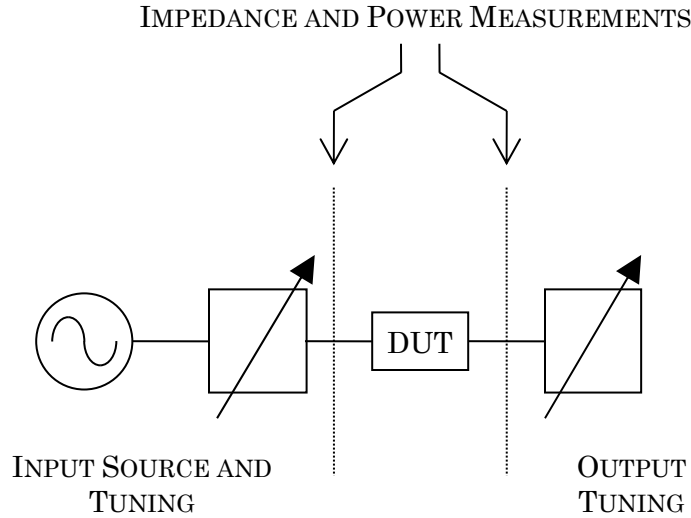 IMPEDANCE AND POWER MEASUREMENTS
DUT
INPUT SOURCE AND
TUNING
OUTPUT
TUNING